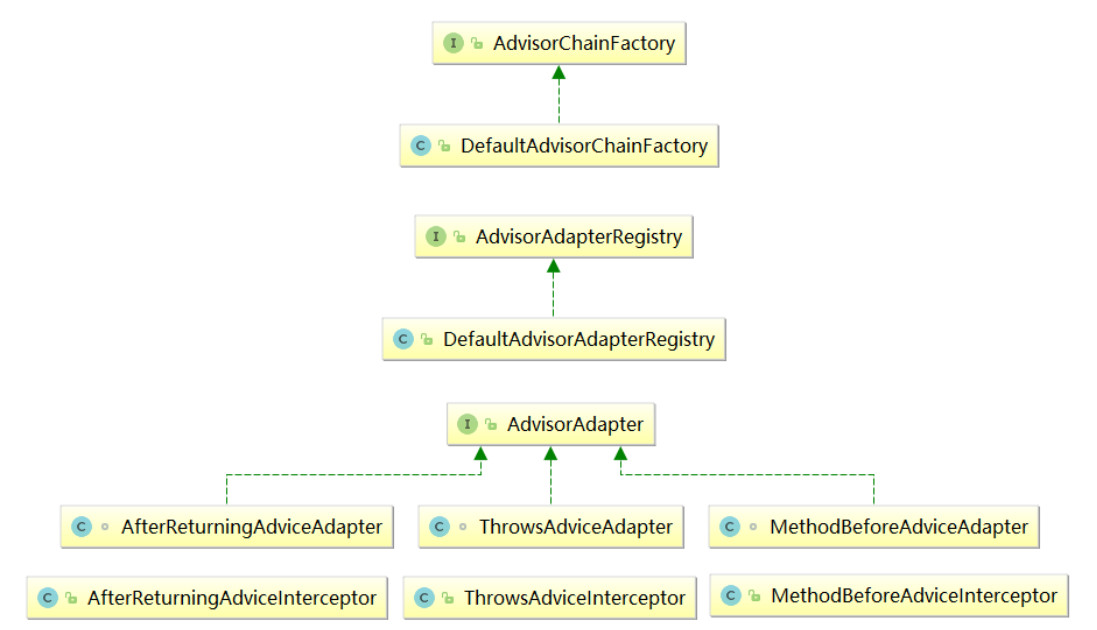 I AdvisorChainFactory
C DefaultAdvisorChainFactory
I AdvisorAdapterRegistry
C DefaultAdvisorAdapterRegistry
I AdvisorAdapter
C AfterReturningAdviceAdapter
C ThrowsAdviceAdapter
C MethodBeforeAdviceAdapter
C AfterReturningAdviceInterceptor
C ThrowsAdviceInterceptor
C MethodBeforeAdviceInterceptor